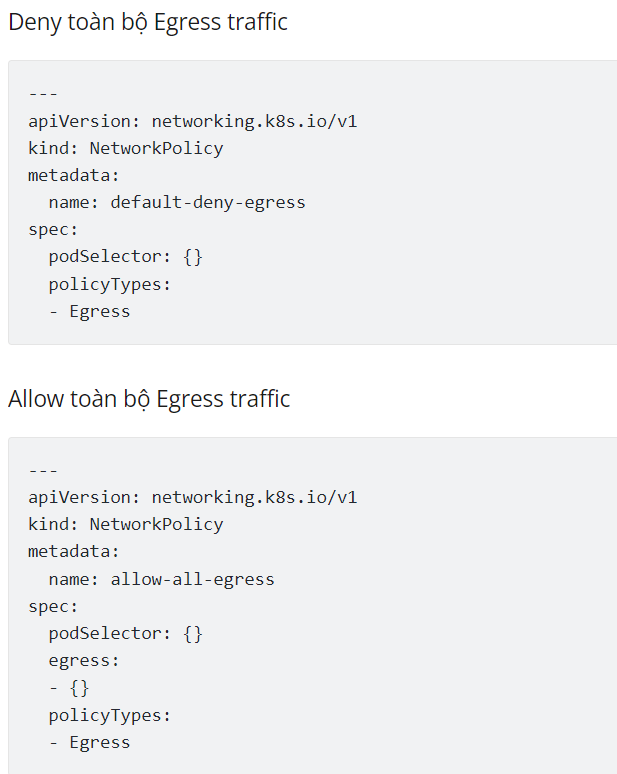 Deny toàn bộ Egress traffic
---
apiVersion: networking.k8s.io/v1
kind: NetworkPolicy
metadata:
  name: default-deny-egress
spec:
  podSelector: {}
  policyTypes:
  - Egress
Allow toàn bộ Egress traffic
---
apiVersion: networking.k8s.io/v1
kind: NetworkPolicy
metadata:
  name: allow-all-egress
spec:
  podSelector: {}
  egress:
  - {}
  policyTypes:
  - Egress